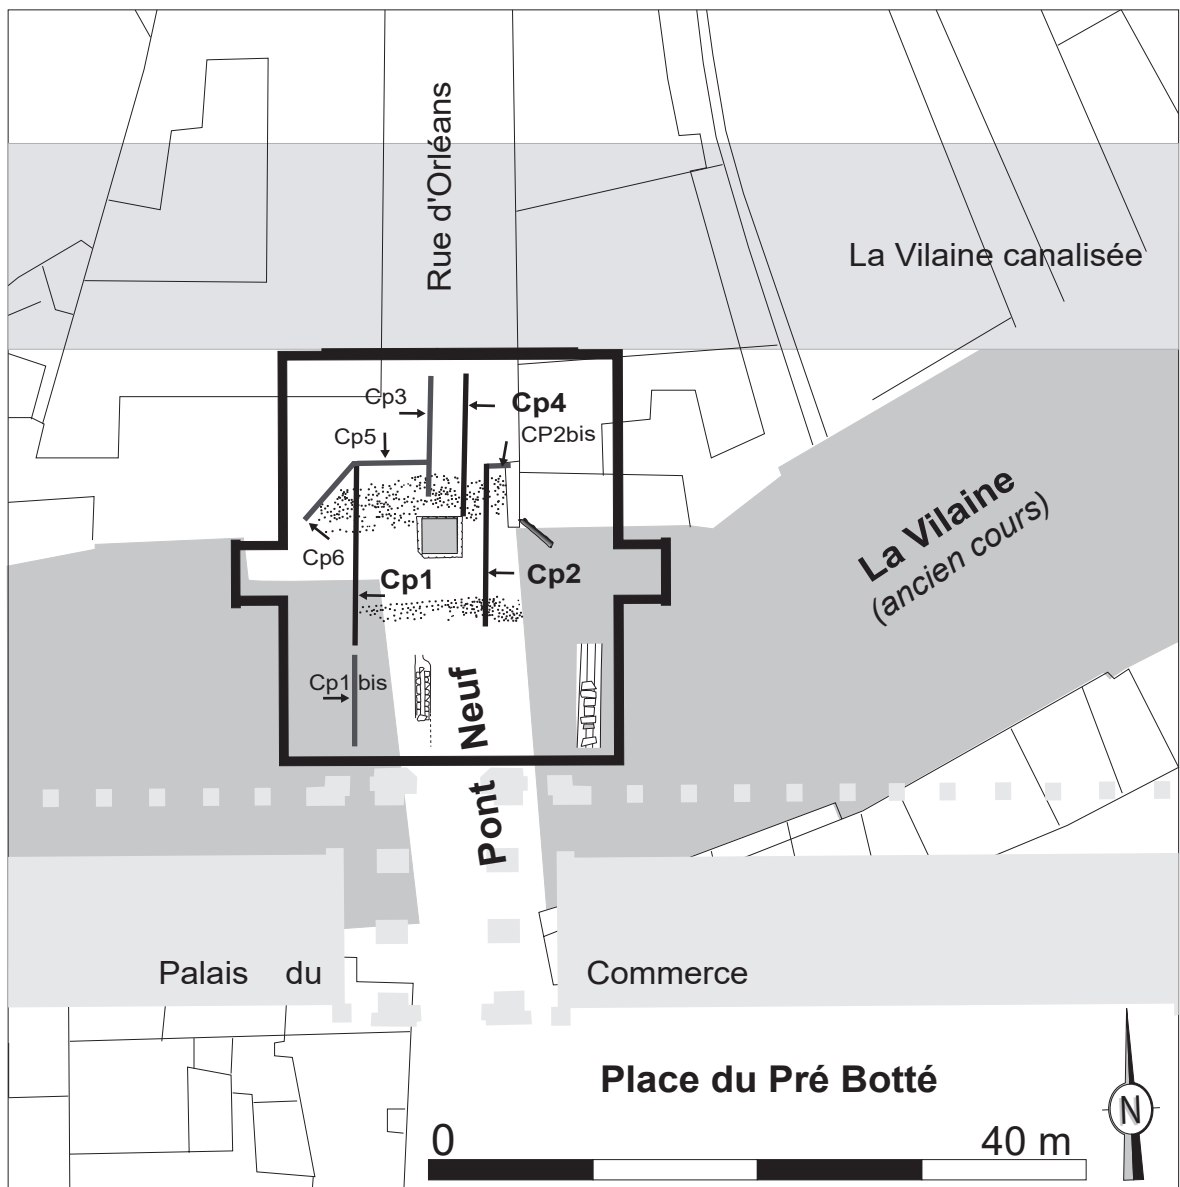 Rue d'Orléans
La Vilaine canalisée
Cp3
Cp4
Cp5
CP2bis
Cp6
Cp1
Cp2
La Vilaine
(ancien cours)
Cp1 bis
Pont Neuf
Palais du Commerce
Place du Pré Botté
N
0 40 m